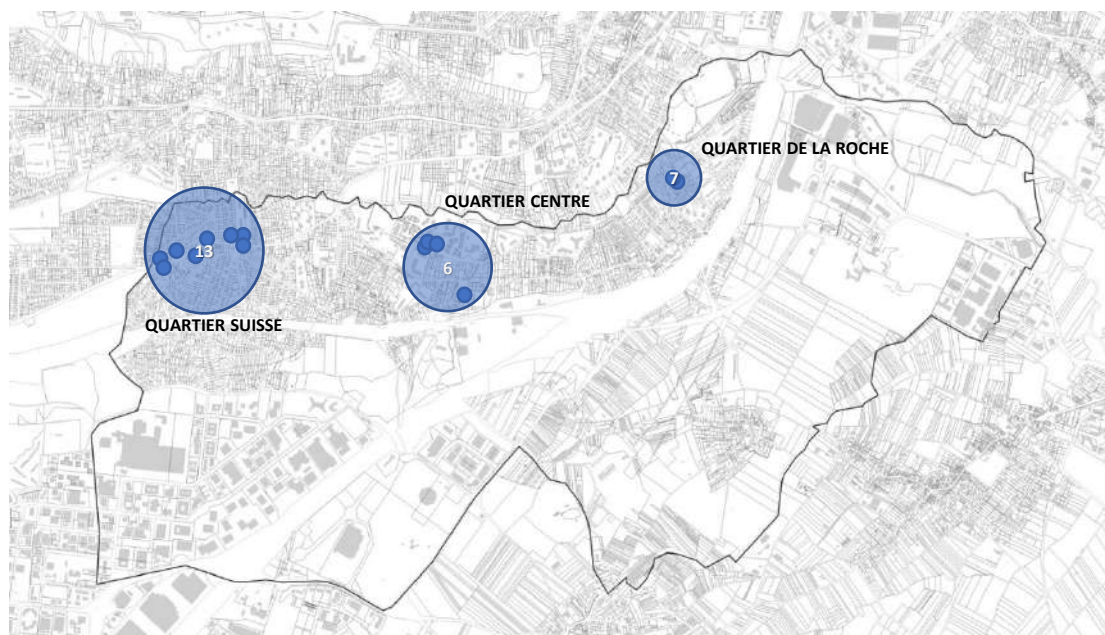 QUARTIER DE LA ROCHE
7
QUARTIER CENTRE
13
6
QUARTIER SUISSE